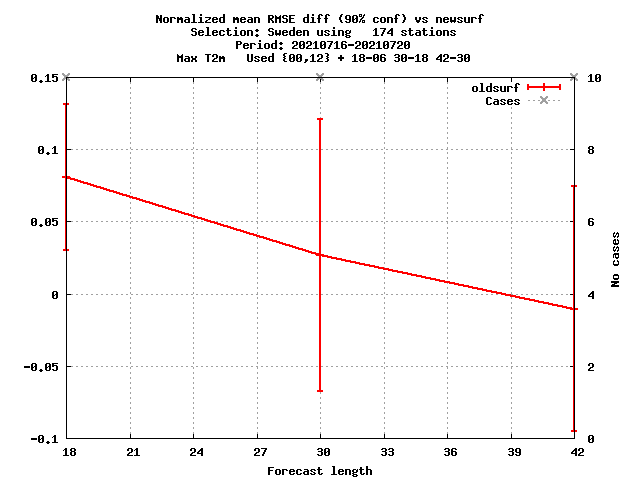 Normalized mean RMSE diff (90% conf) vs newsurf
Selection: Sweden using   174 stations
Period: 20210716-20210720
Max T2m   Used {00,12} + 18-06 30-18 42-30
oldsurf
Cases
0.15
0.1
0.05
0
-0.05
-0.1
10
8
6
4
2
0
No cases
18 21 24 27 30 33 36 39 42
Forecast length